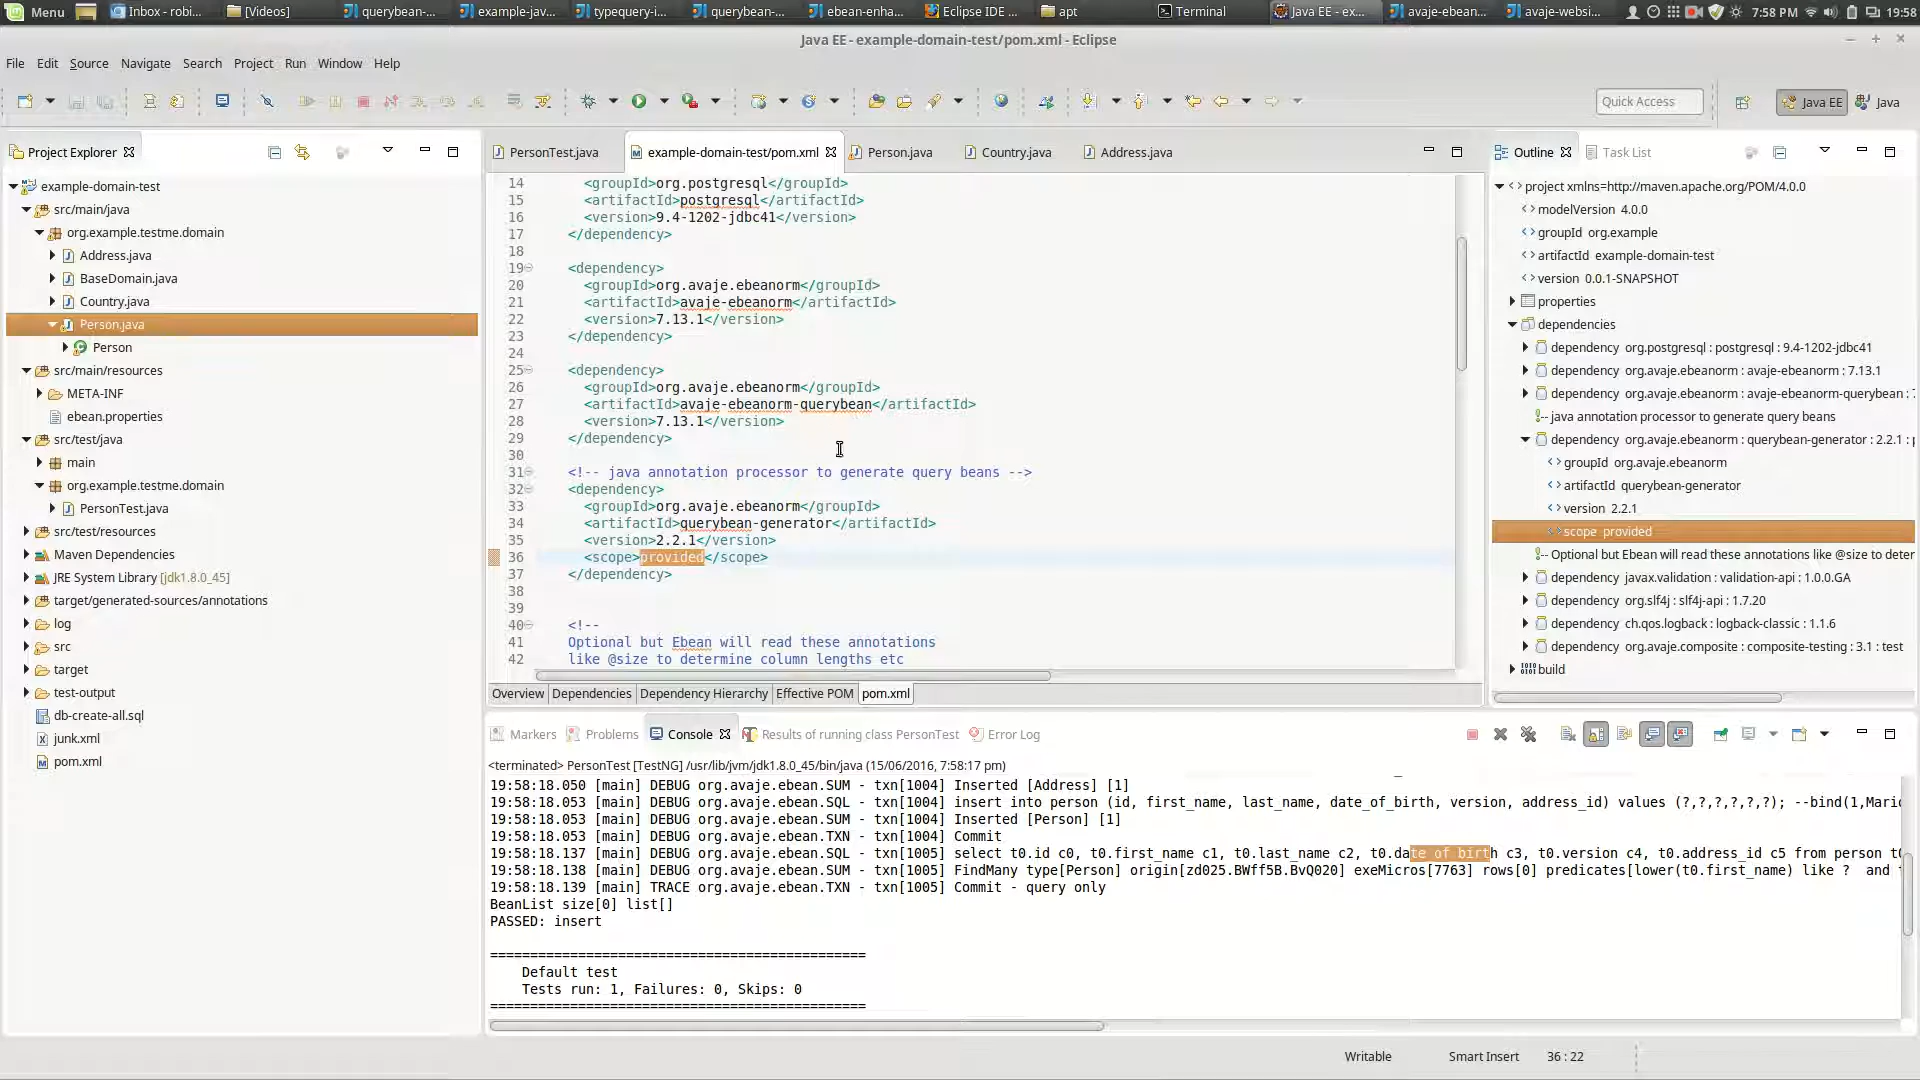 Menu
Inbox - robi...
[Videos]
querybean-...
example-jav...
typequery-i...
querybean-...
ebean-enha...
Eclipse IDE ...
apt
Terminal
Java EE - ex...
avaje-ebean...
avaje-websi...
7:58 PM
19:58
Java EE - example-domain-test/pom.xml - Eclipse
File Edit Source Navigate Search Project Run Window Help
Quick Access
Java EE
Java
Project Explorer
example-domain-test
src/main/java
org.example.testme.domain
Address.java
BaseDomain.java
Country.java
Person.java
Person
src/main/resources
META-INF
ebean.properties
src/test/java
main
org.example.testme.domain
PersonTest.java
src/test/resources
Maven Dependencies
JRE System Library [jdk1.8.0_45]
target/generated-sources/annotations
log
src
target
test-output
db-create-all.sql
junk.xml
pom.xml
PersonTest.java
example-domain-test/pom.xml
Person.java
Country.java
Address.java
14 <groupId>org.postgresql</groupId>
15 <artifactId>postgresql</artifactId>
16 <version>9.4-1202-jdbc41</version>
17 </dependency>
18
19 <dependency>
20 <groupId>org.avaje.ebeanorm</groupId>
21 <artifactId>avaje-ebeanorm</artifactId>
22 <version>7.13.1</version>
23 </dependency>
24
25 <dependency>
26 <groupId>org.avaje.ebeanorm</groupId>
27 <artifactId>avaje-ebeanorm-querybean</artifactId>
28 <version>7.13.1</version>
29 </dependency>
30
31 <!-- java annotation processor to generate query beans -->
32 <dependency>
33 <groupId>org.avaje.ebeanorm</groupId>
34 <artifactId>querybean-generator</artifactId>
35 <version>2.2.1</version>
36 <scope>provided</scope>
37 </dependency>
38
39
40 <!--
41 Optional but Ebean will read these annotations
42 like @size to determine column lengths etc
Overview Dependencies Dependency Hierarchy Effective POM pom.xml
Outline
Task List
project xmlns=http://maven.apache.org/POM/4.0.0
modelVersion 4.0.0
groupId org.example
artifactId example-domain-test
version 0.0.1-SNAPSHOT
properties
dependencies
dependency org.postgresql : postgresql : 9.4-1202-jdbc41
dependency org.avaje.ebeanorm : avaje-ebeanorm : 7.13.1
dependency org.avaje.ebeanorm : avaje-ebeanorm-querybean :
java annotation processor to generate query beans
dependency org.avaje.ebeanorm : querybean-generator : 2.2.1 :
groupId org.avaje.ebeanorm
artifactId querybean-generator
version 2.2.1
scope provided
Optional but Ebean will read these annotations like @size to deter
dependency javax.validation : validation-api : 1.0.0.GA
dependency org.slf4j : slf4j-api : 1.7.20
dependency ch.qos.logback : logback-classic : 1.1.6
dependency org.avaje.composite : composite-testing : 3.1 : test
build
Markers Problems Console Results of running class PersonTest Error Log
<terminated> PersonTest [TestNG] /usr/lib/jvm/jdk1.8.0_45/bin/java (15/06/2016, 7:58:17 pm)
19:58:18.050 [main] DEBUG org.avaje.ebean.SUM - txn[1004] Inserted [Address] [1]
19:58:18.053 [main] DEBUG org.avaje.ebean.SQL - txn[1004] insert into person (id, first_name, last_name, date_of_birth, version, address_id) values (?,?,?,?,?,?); --bind(1,Mari
19:58:18.053 [main] DEBUG org.avaje.ebean.SUM - txn[1004] Inserted [Person] [1]
19:58:18.053 [main] DEBUG org.avaje.ebean.TXN - txn[1004] Commit
19:58:18.137 [main] DEBUG org.avaje.ebean.SQL - txn[1005] select t0.id c0, t0.first_name c1, t0.last_name c2, t0.date_of_birth c3, t0.version c4, t0.address_id c5 from person t0
19:58:18.138 [main] DEBUG org.avaje.ebean.SUM - txn[1005] FindMany type[Person] origin[zd025.BWff5B.BvQ020] exeMicros[7763] rows[0] predicates[lower(t0.first_name) like ? and
19:58:18.139 [main] TRACE org.avaje.ebean.TXN - txn[1005] Commit - query only
BeanList size[0] list[]
PASSED: insert
===============================================
Default test
Tests run: 1, Failures: 0, Skips: 0
===============================================
Writable
Smart Insert
36 : 22